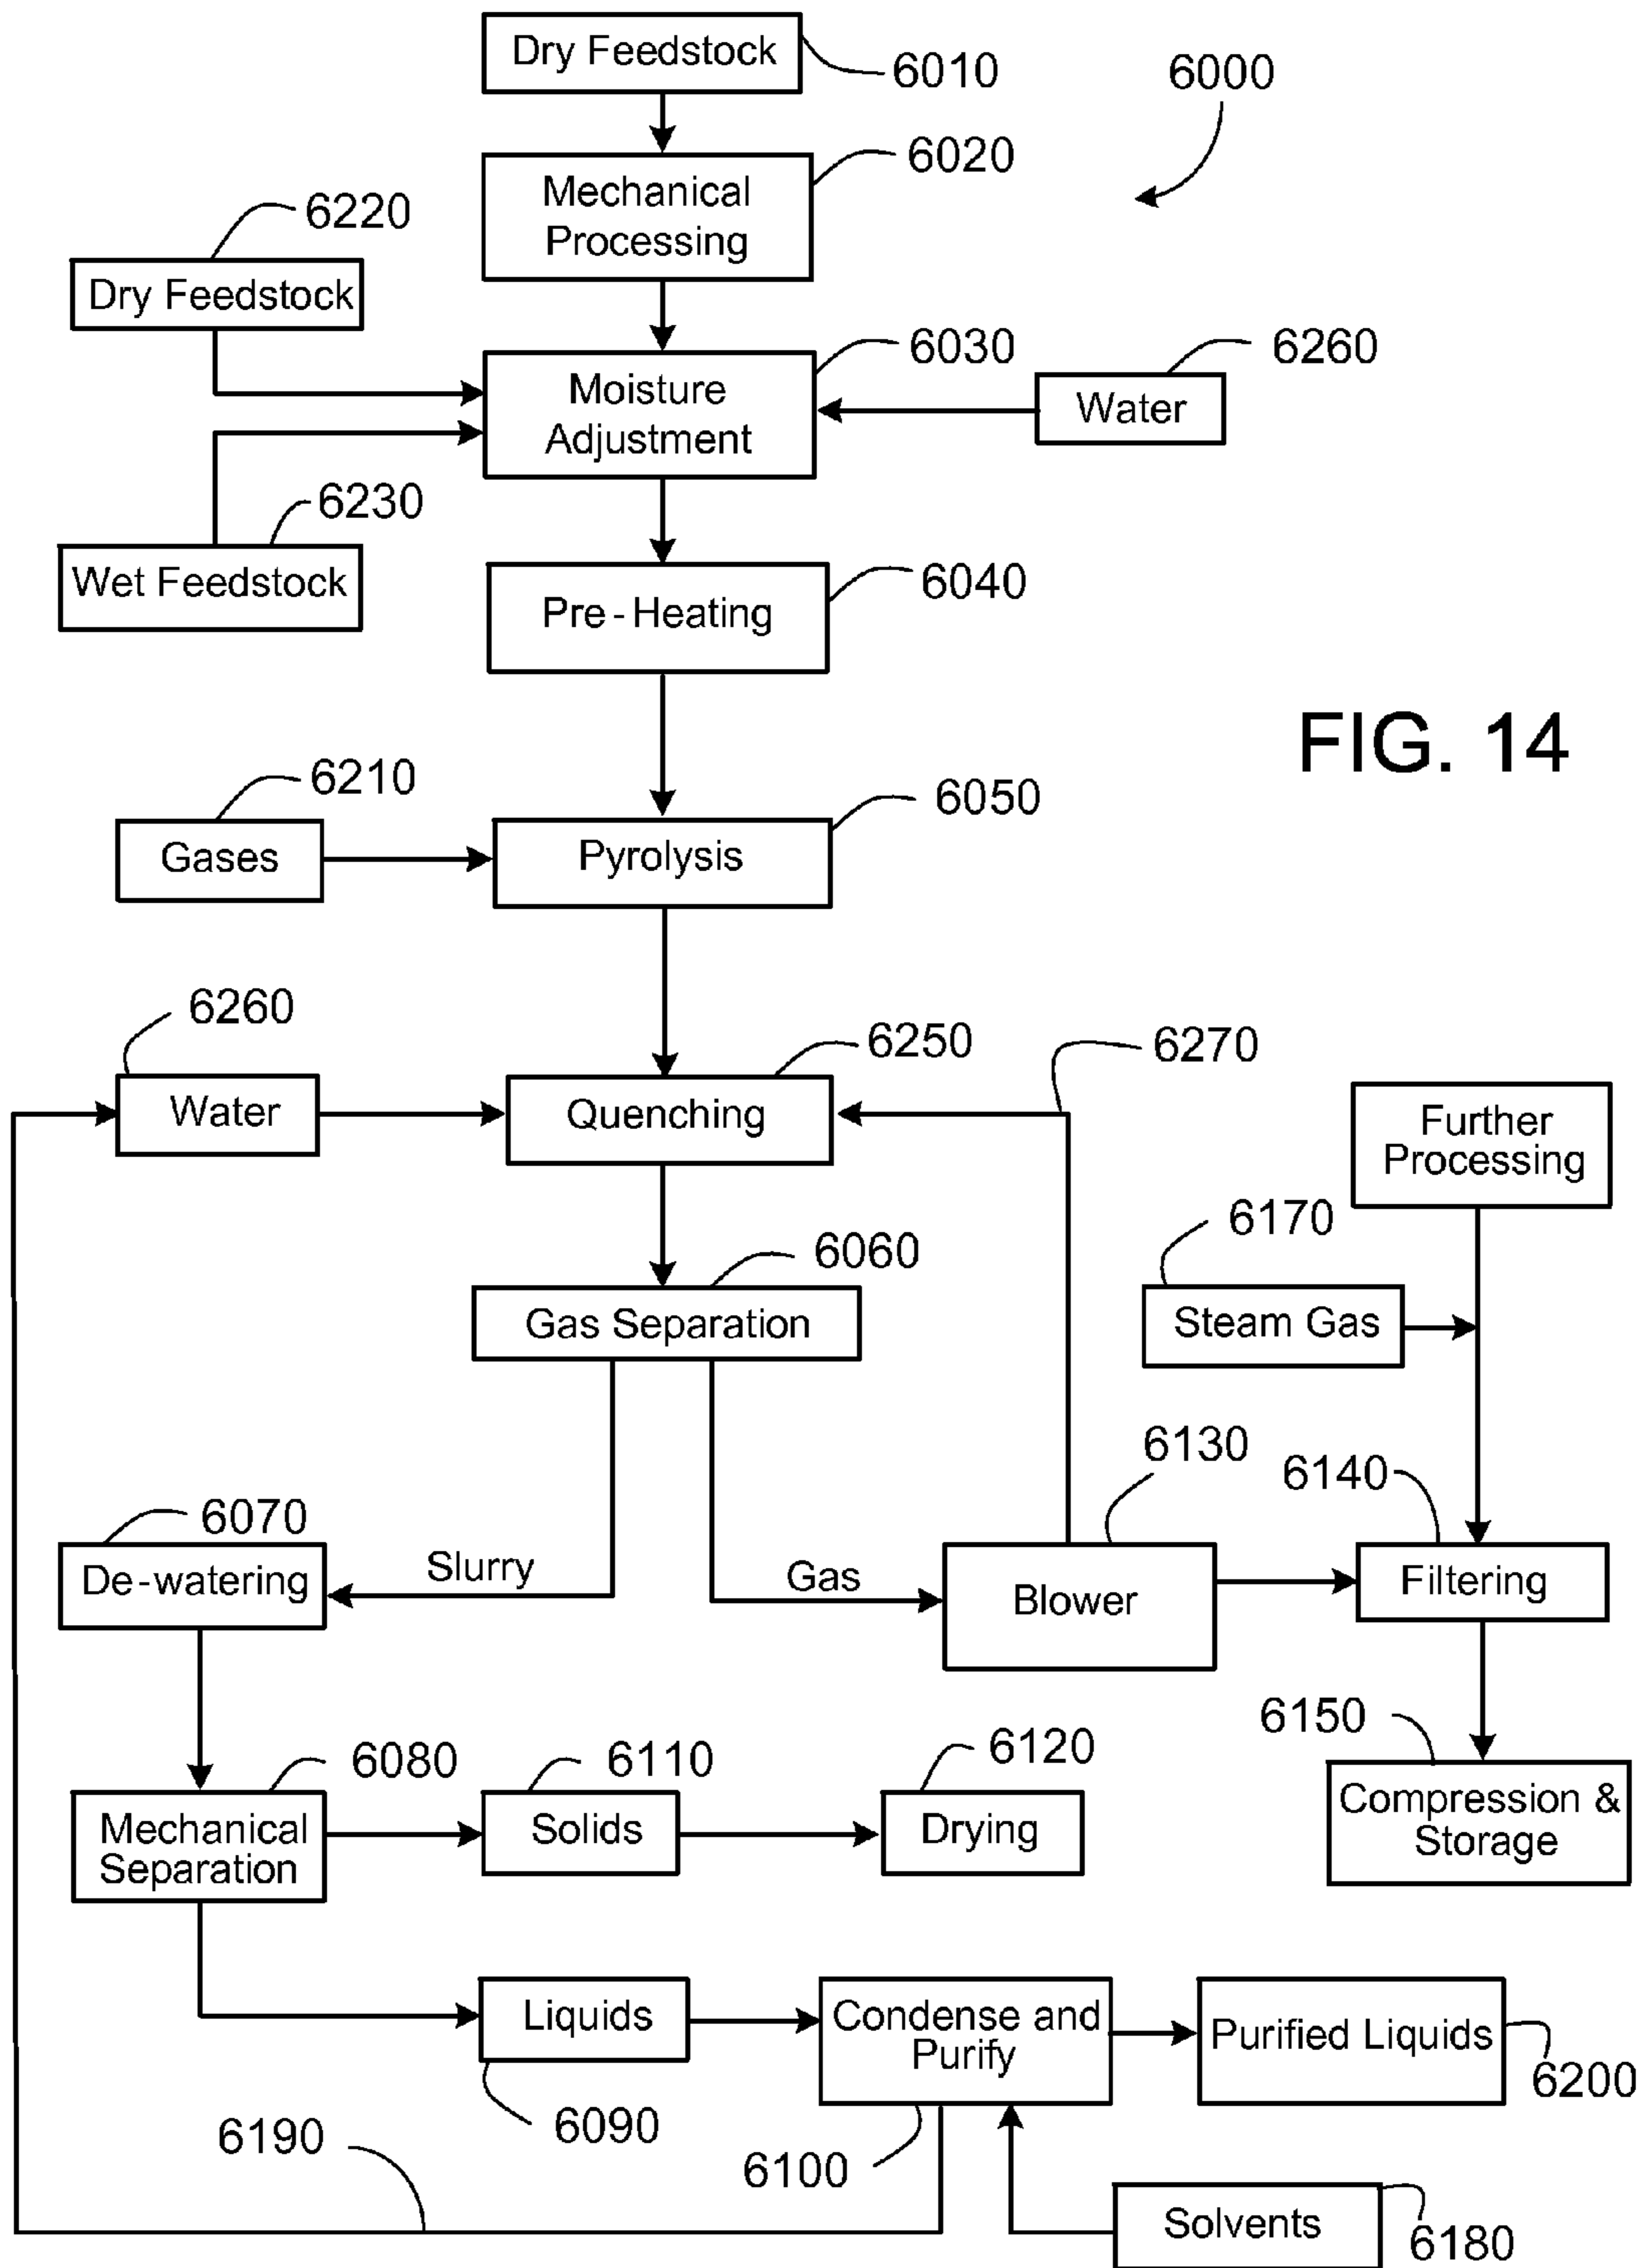 Dry Feedstock
6010
6000
Mechanical
Processing
6020
6220
Dry Feedstock
Moisture
Adjustment
6030
6260
Water
6230
Wet Feedstock
Pre-Heating
6040
FIG. 14
6210
Gases
Pyrolysis
6050
6260
Water
Quenching
6250
6270
Further
Processing
6060
Gas Separation
6170
Steam Gas
6130
6140
6070
De-watering
Slurry
Gas
Blower
Filtering
6150
Compression &
Storage
6080
Mechanical
Separation
6110
Solids
6120
Drying
Liquids
6090
Condense and
Purify
6100
Purified Liquids
6200
6190
Solvents
6180